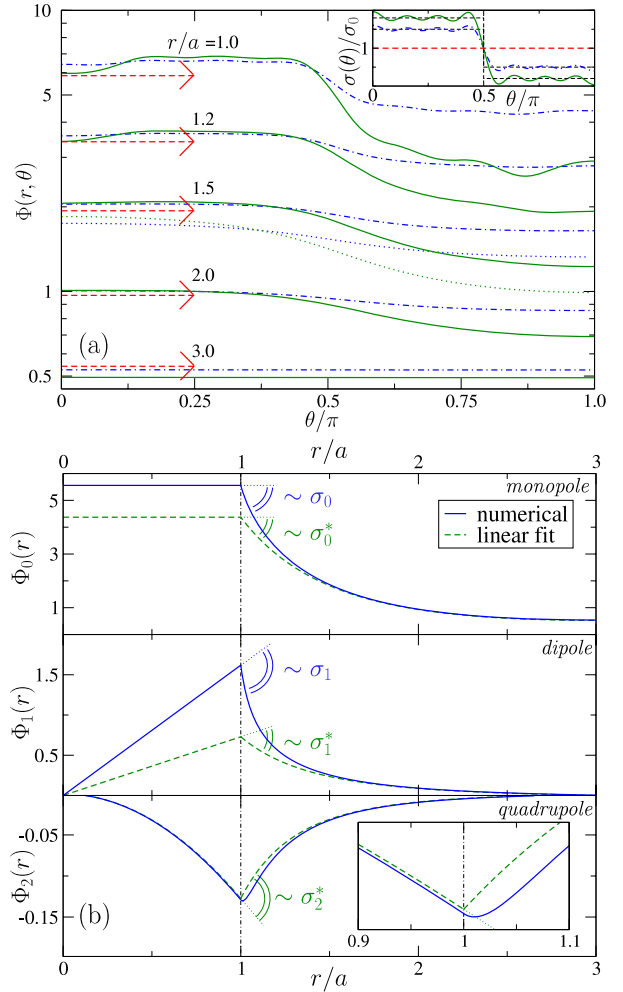 r/a =1.0
1.2
1.5
2.0
3.0
10
5
2
1
0.5
Φ(r, θ)
(a)
0
0.25
0.5
0.75
1.0
θ/π
σ(θ)/σ₀
1
0
0.5
θ/π
r/a
0
1
2
3
monopole
numerical
linear fit
5
3
1
Φ₀(r)
∼ σ₀
∼ σ₀*
dipole
1.5
0.5
Φ₁(r)
∼ σ₁
∼ σ₁*
quadrupole
-0.05
-0.15
Φ₂(r)
∼ σ₂*
(b)
0.9
1
1.1
0
1
2
3
r/a